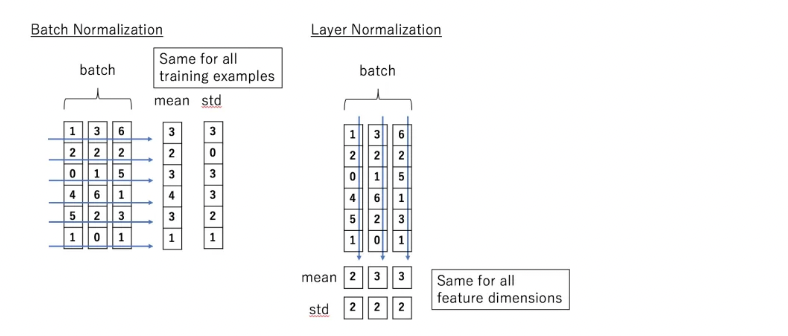 Batch Normalization
batch
Same for all
training examples
mean std
1 3 6 3 3
2 2 2 2 0
0 1 5 3 3
4 6 1 4 3
5 2 3 3 2
1 0 1 1 1
Layer Normalization
batch
1 3 6
2 2 2
0 1 5
4 6 1
5 2 3
1 0 1
mean 2 3 3
std 2 2 2
Same for all
feature dimensions